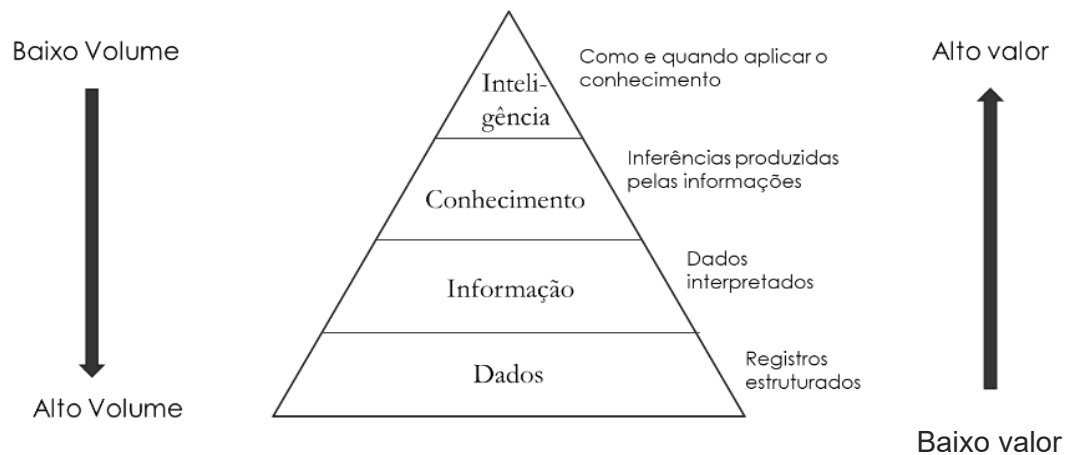 Baixo Volume
Alto Volume
Inteli-
gência
Conhecimento
Informação
Dados
Como e quando aplicar o
conhecimento
Inferências produzidas
pelas informações
Dados
interpretados
Registros
estruturados
Alto valor
Baixo valor